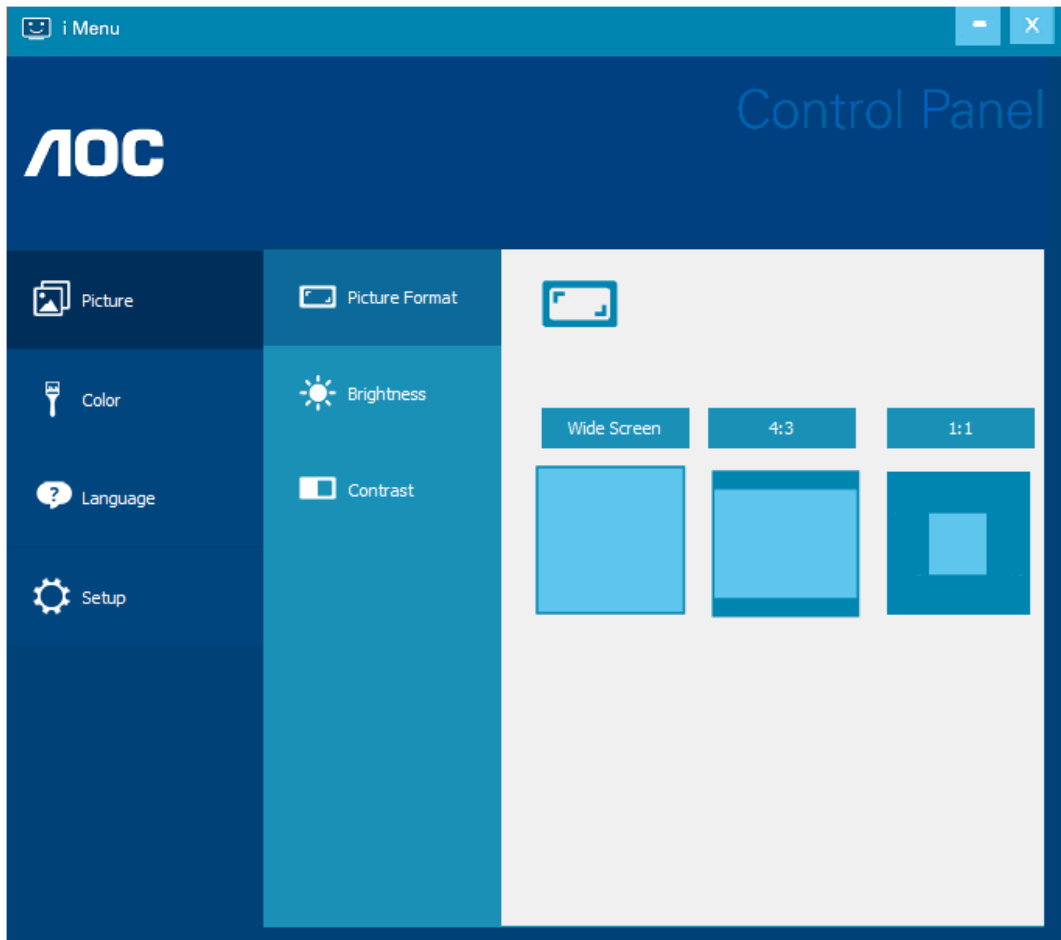 i Menu
- X
Control Panel
AOC
Picture
Color
Language
Setup
Picture Format
Brightness
Contrast
Wide Screen
4:3
1:1